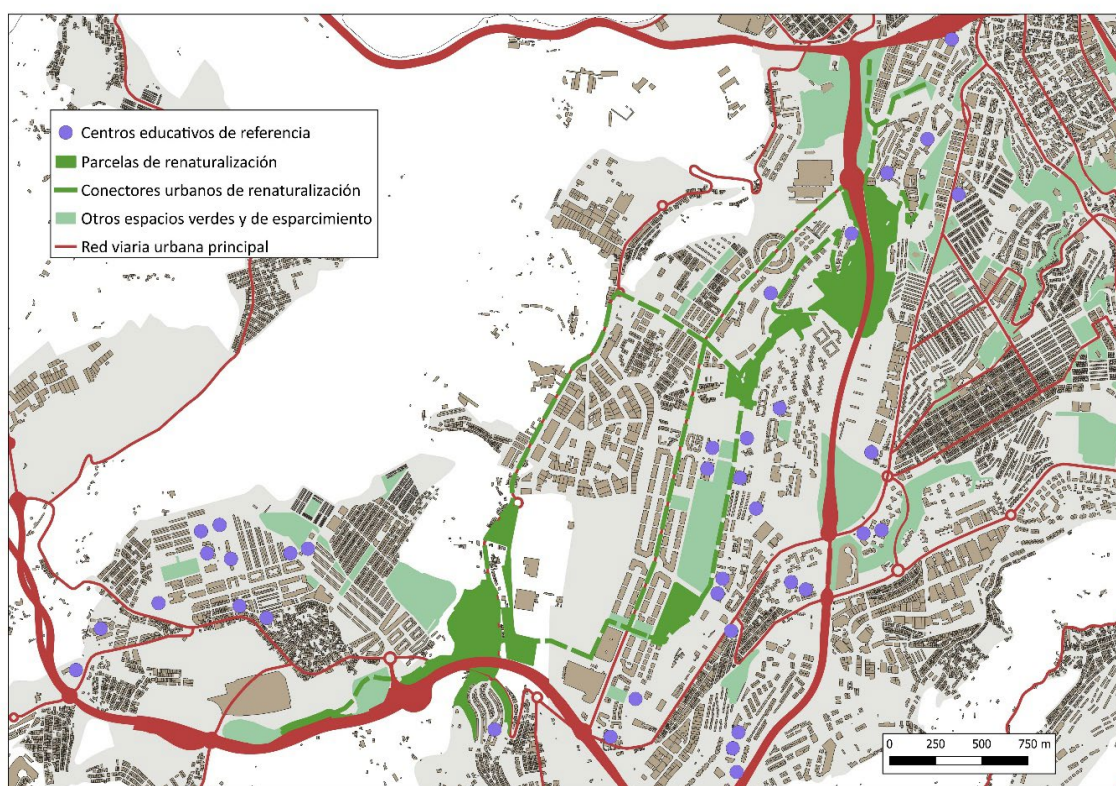 Centros educativos de referencia
Parcelas de renaturalización
Conectores urbanos de renaturalización
Otros espacios verdes y de esparcimiento
Red viaria urbana principal
0 250 500 750 m